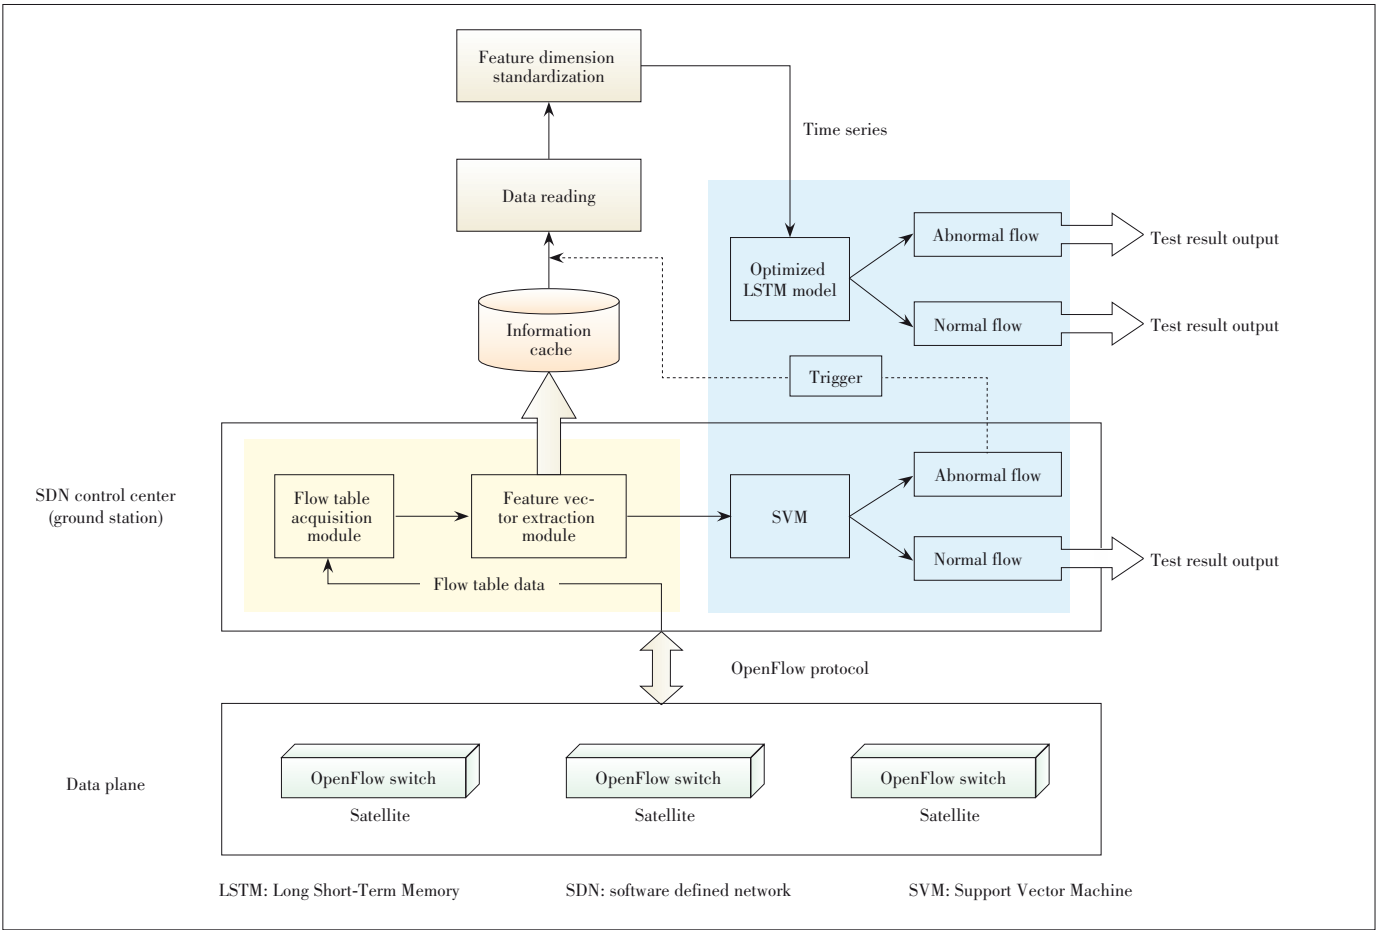 Feature dimension
standardization
Time series
Data reading
Abnormal flow
Test result output
Optimized
LSTM model
Normal flow
Test result output
Information
cache
Trigger
SDN control center
(ground station)
Flow table
acquisition
module
Feature vec-
tor extraction
module
SVM
Abnormal flow
Normal flow
Test result output
Flow table data
OpenFlow protocol
Data plane
OpenFlow switch
Satellite
OpenFlow switch
Satellite
OpenFlow switch
Satellite
LSTM: Long Short-Term Memory
SDN: software defined network
SVM: Support Vector Machine